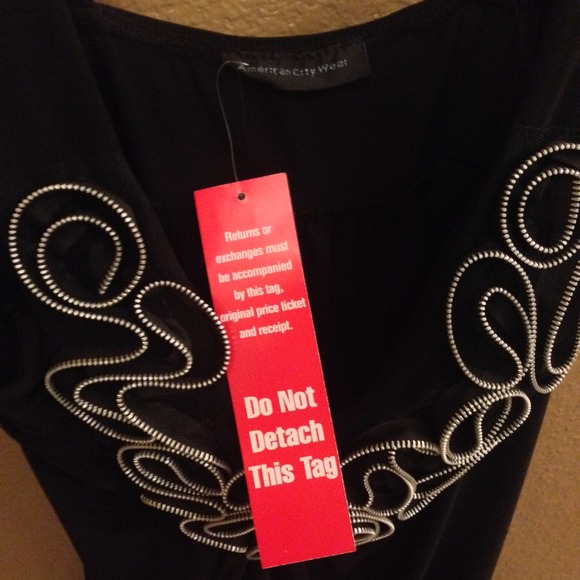 American City Wear
Returns or
exchanges must
be accompanied
by this tag,
original price ticket
and receipt.
Do Not
Detach
This Tag